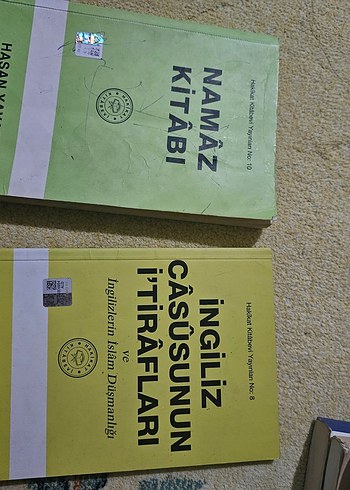 Hakîkat Kitâbevi Yayınları No: 10
NAMÂZ
KİTÂBI
HASAN
Hakîkat Kitâbevi Yayınları No: 8
İNGİLİZ
CÂSÛSUNUN
İ'TİRÂFLARI
ve
İngilizlerin İslâm Düşmanlığı